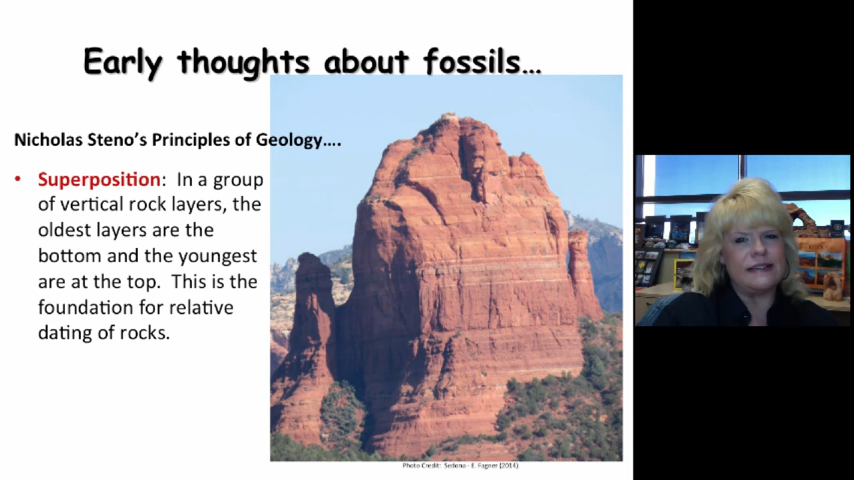 Early thoughts about fossils…
Nicholas Steno’s Principles of Geology….
• Superposition: In a group
of vertical rock layers, the
oldest layers are the
bottom and the youngest
are at the top. This is the
foundation for relative
dating of rocks.
Photo Credit: Sedona - E. Fagner (2014).